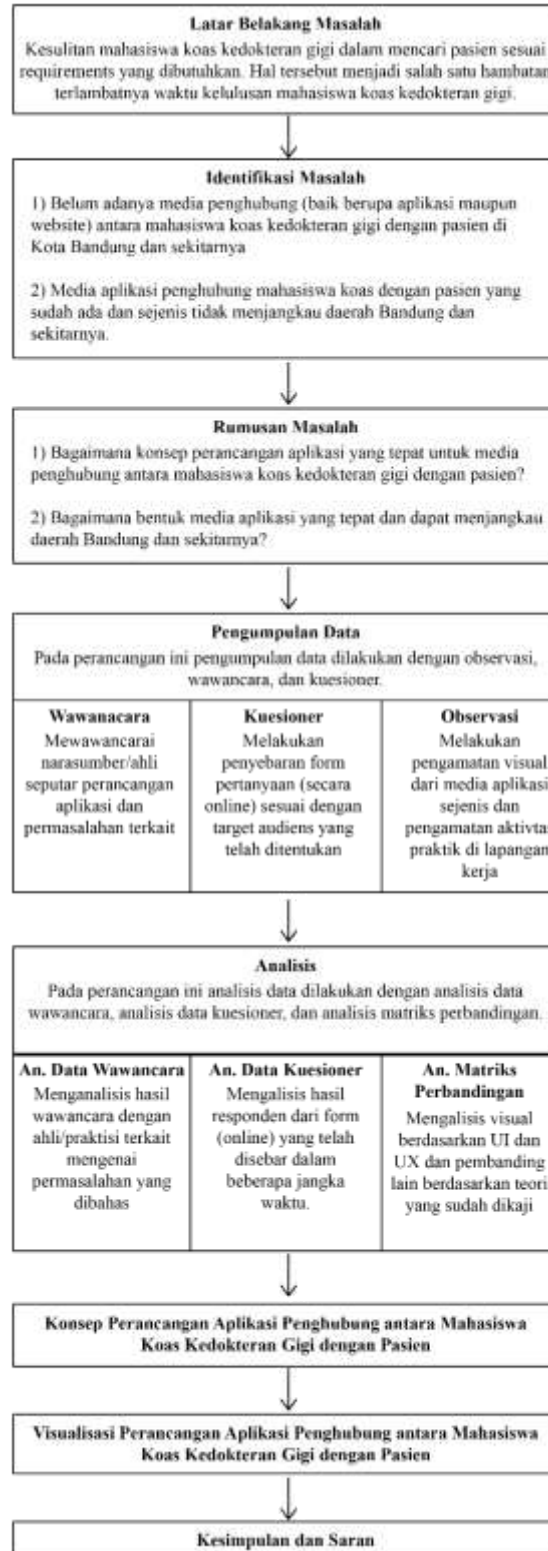 Latar Belakang Masalah
Kesulitan mahasiswa koas kedokteran gigi dalam mencari pasien sesuai
requirements yang dibutuhkan. Hal tersebut menjadi salah satu hambatan
terlambatnya waktu kelulusan mahasiswa koas kedokteran gigi.
Identifikasi Masalah
1) Belum adanya media penghubung (baik berupa aplikasi maupun
website) antara mahasiswa koas kedokteran gigi dengan pasien di
Kota Bandung dan sekitarnya
2) Media aplikasi penghubung mahasiswa koas dengan pasien yang
sudah ada dan sejenis tidak menjangkau daerah Bandung dan
sekitarnya.
Rumusan Masalah
1) Bagaimana konsep perancangan aplikasi yang tepat untuk media
penghubung antara mahasiswa koas kedokteran gigi dengan pasien?
2) Bagaimana bentuk media aplikasi yang tepat dan dapat menjangkau
daerah Bandung dan sekitarnya?
Pengumpulan Data
Pada perancangan ini pengumpulan data dilakukan dengan observasi,
wawancara, dan kuesioner.
Wawanacara
Mewawancarai
narasumber/ahli
seputar perancangan
aplikasi dan
permasalahan terkait
Kuesioner
Melakukan
penyebaran form
pertanyaan (secara
online) sesuai dengan
target audiens yang
telah ditentukan
Observasi
Melakukan
pengamatan visual
dari media aplikasi
sejenis dan
pengamatan aktivtas
praktik di lapangan
kerja
Analisis
Pada perancangan ini analisis data dilakukan dengan analisis data
wawancara, analisis data kuesioner, dan analisis matriks perbandingan.
An. Data Wawancara
Menganalisis hasil
wawancara dengan
ahli/praktisi terkait
mengenai
permasalahan yang
dibahas
An. Data Kuesioner
Mengalisis hasil
responden dari form
(online) yang telah
disebar dalam
beberapa jangka
waktu.
An. Matriks
Perbandingan
Mengalisis visual
berdasarkan UI dan
UX dan pembanding
lain berdasarkan teori
yang sudah dikaji
Konsep Perancangan Aplikasi Penghubung antara Mahasiswa
Koas Kedokteran Gigi dengan Pasien
Visualisasi Perancangan Aplikasi Penghubung antara Mahasiswa
Koas Kedokteran Gigi dengan Pasien
Kesimpulan dan Saran